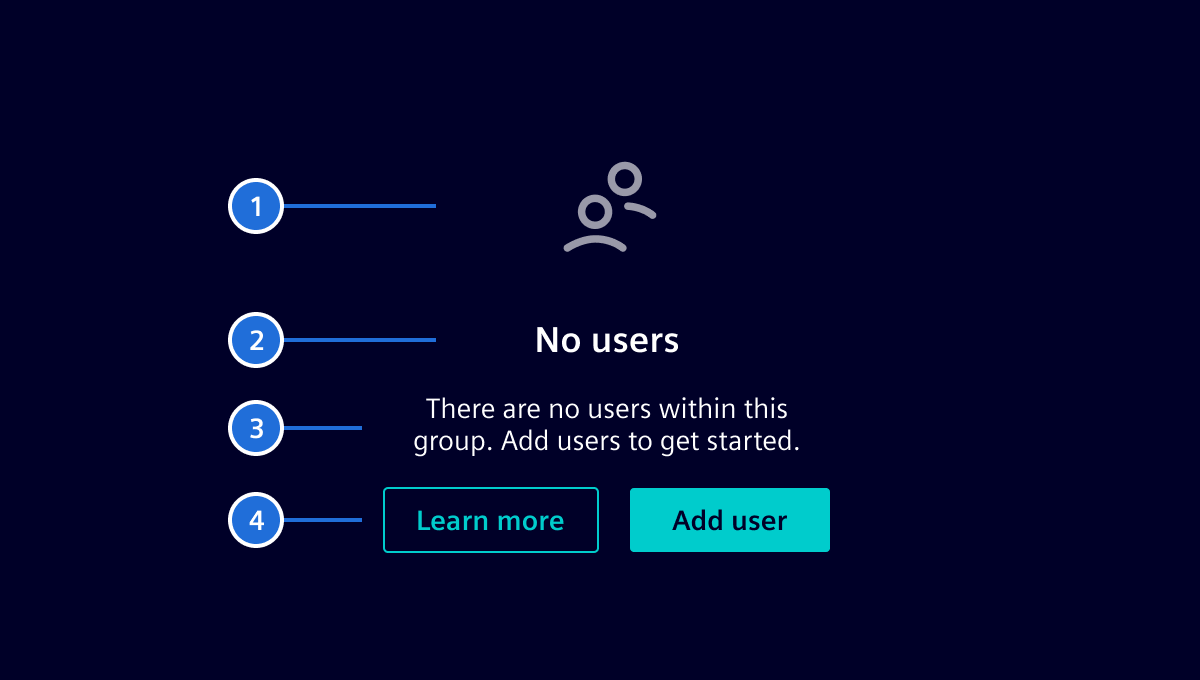 1
2
No users
3
There are no users within this
group. Add users to get started.
4
Learn more
Add user